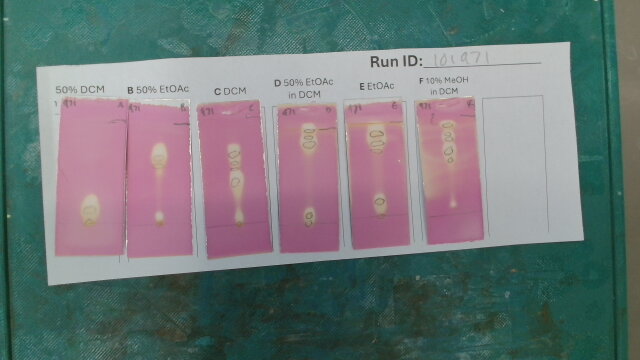 Run ID: 101971
50% DCM
B 50% EtOAc
C DCM
D 50% EtOAc
in DCM
E EtOAc
F 10% MeOH
in DCM
971 A
971 B
971 C
971 D
971 E
971